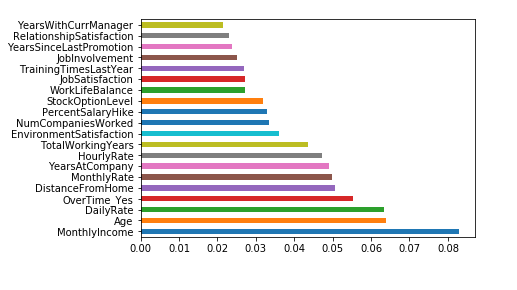 YearsWithCurrManager
RelationshipSatisfaction
YearsSinceLastPromotion
JobInvolvement
TrainingTimesLastYear
JobSatisfaction
WorkLifeBalance
StockOptionLevel
PercentSalaryHike
NumCompaniesWorked
EnvironmentSatisfaction
TotalWorkingYears
HourlyRate
YearsAtCompany
MonthlyRate
DistanceFromHome
OverTime_Yes
DailyRate
Age
MonthlyIncome
0.00 0.01 0.02 0.03 0.04 0.05 0.06 0.07 0.08